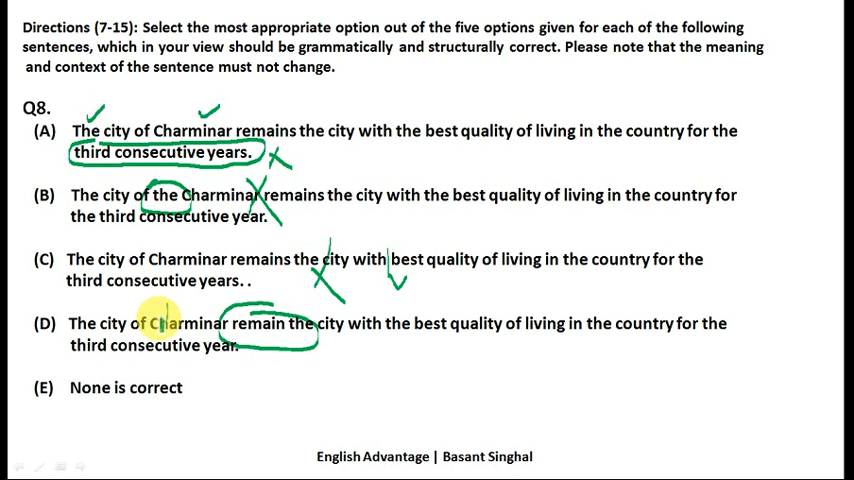 Directions (7-15): Select the most appropriate option out of the five options given for each of the following
sentences, which in your view should be grammatically and structurally correct. Please note that the meaning
and context of the sentence must not change.
Q8.
(A) The city of Charminar remains the city with the best quality of living in the country for the
third consecutive years.
(B) The city of the Charminar remains the city with the best quality of living in the country for
the third consecutive year.
(C) The city of Charminar remains the city with best quality of living in the country for the
third consecutive years. .
(D) The city of Charminar remain the city with the best quality of living in the country for the
third consecutive year.
(E) None is correct
English Advantage | Basant Singhal